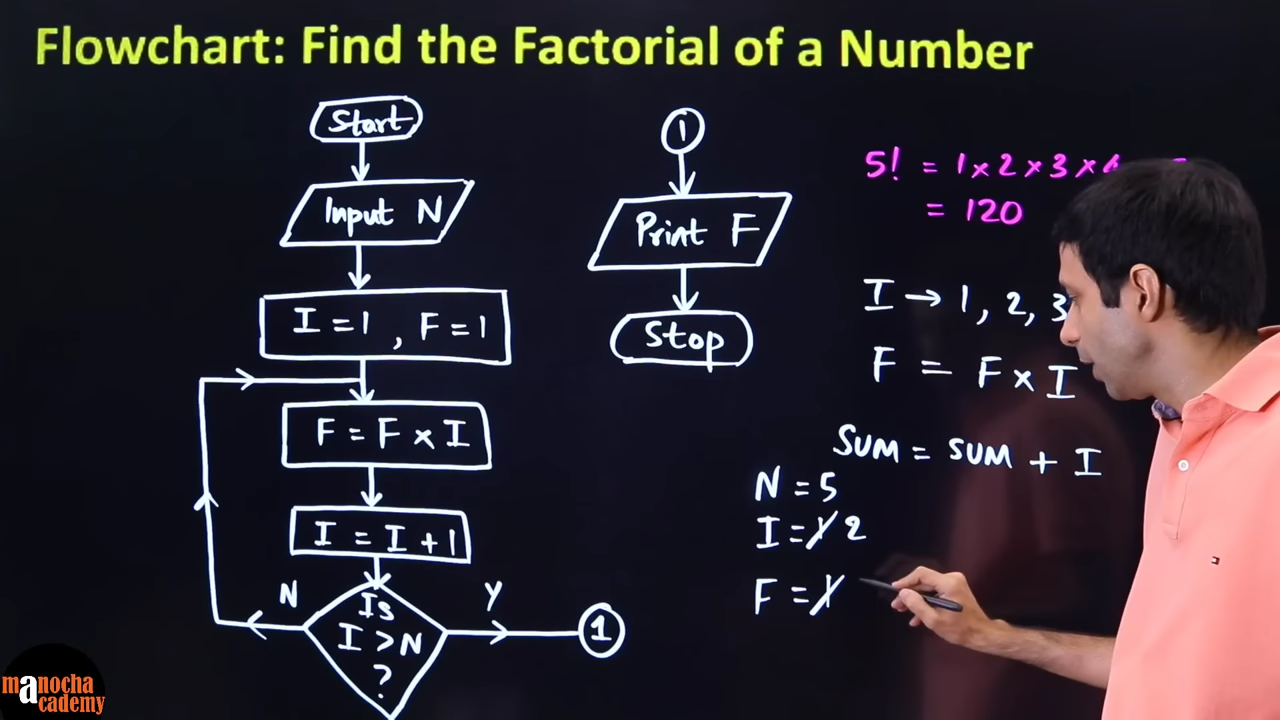 Flowchart: Find the Factorial of a Number
Start
Input N
I = 1 , F = 1
F = F × I
I = I + 1
Is
I > N
?
N
Y
1
1
Print F
Stop
5! = 1 × 2 × 3 ×
= 120
I → 1, 2, 3
F = F × I
SUM = SUM + I
N = 5
I = 1 2
F = 1
manocha
academy